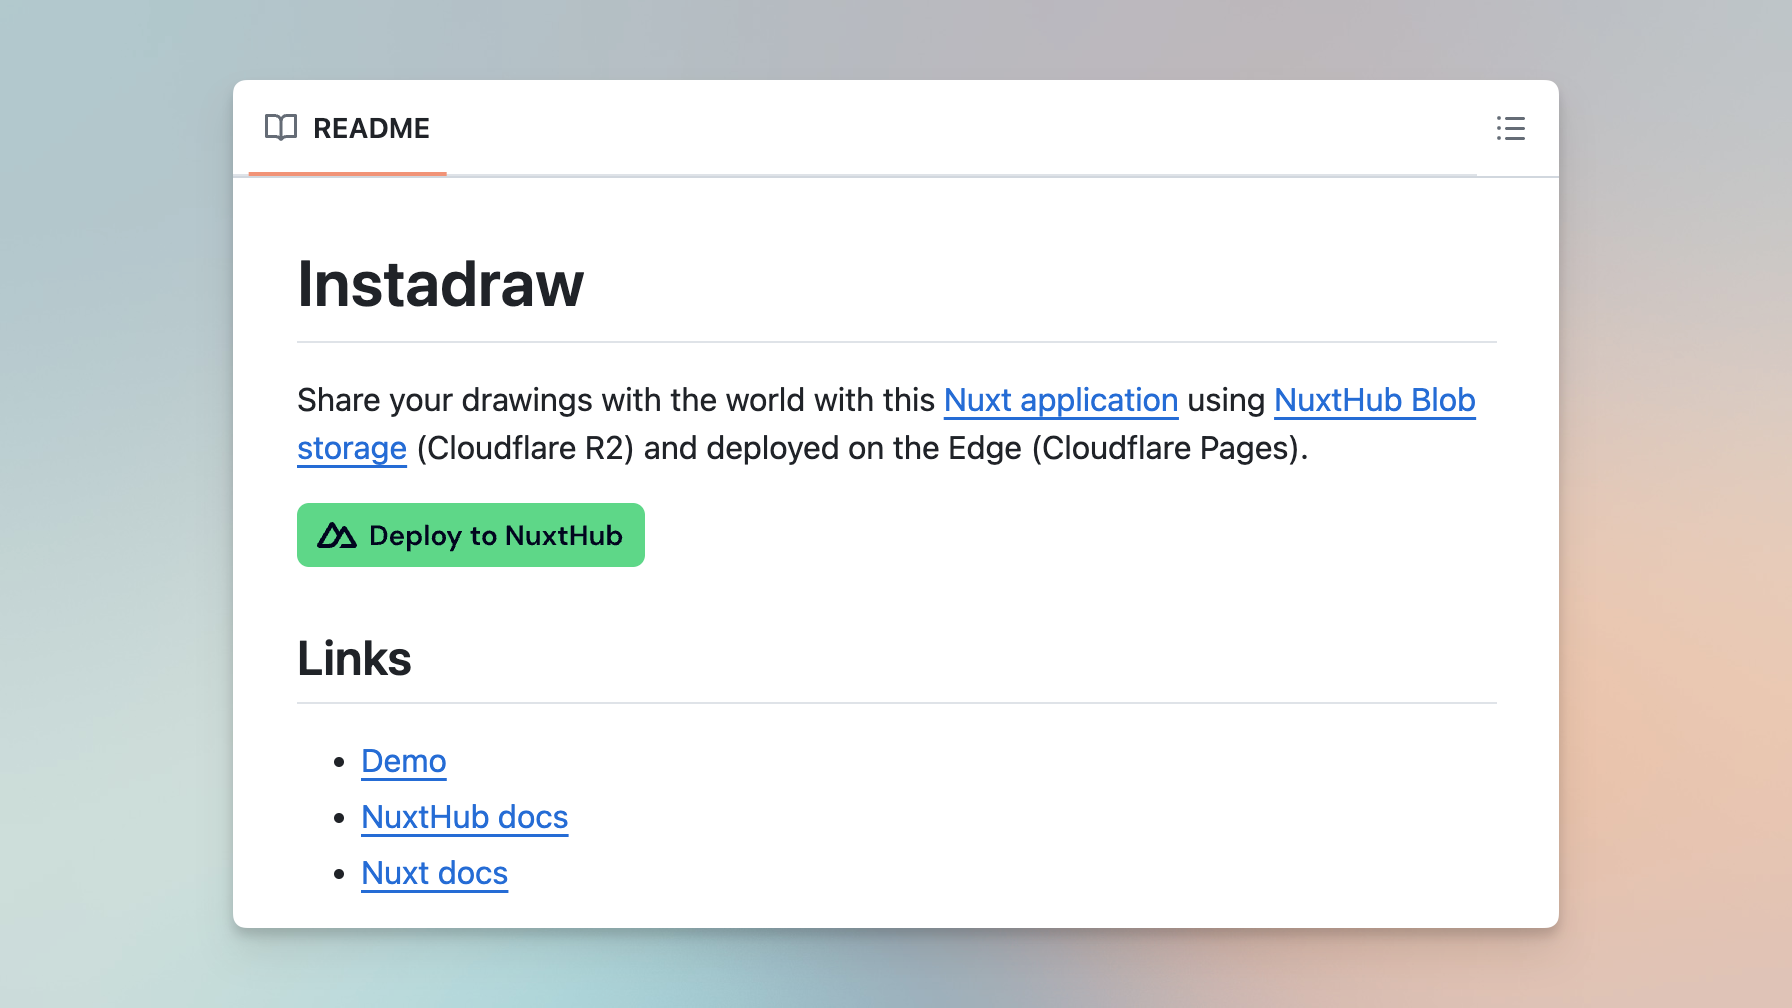 README
Instadraw
Share your drawings with the world with this Nuxt application using NuxtHub Blob
storage (Cloudflare R2) and deployed on the Edge (Cloudflare Pages).
Deploy to NuxtHub
Links
Demo
NuxtHub docs
Nuxt docs